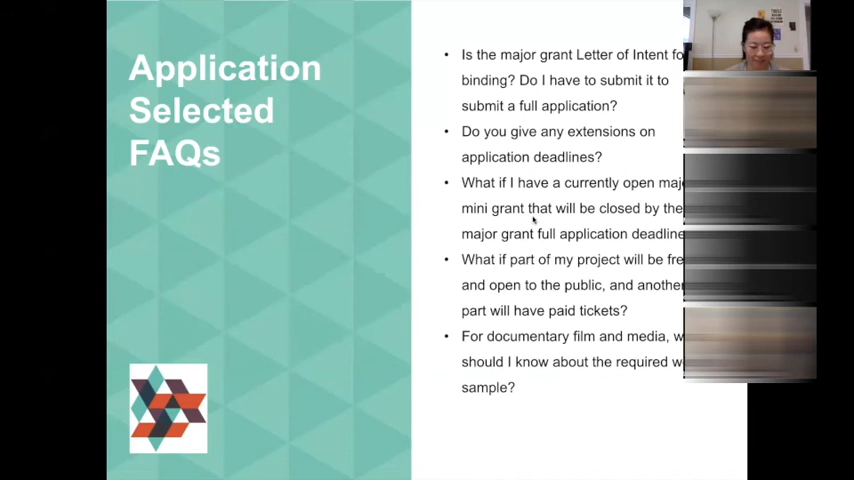 Application
Selected
FAQs
• Is the major grant Letter of Intent
binding? Do I have to submit it to
submit a full application?
• Do you give any extensions on
application deadlines?
• What if I have a currently open
mini grant that will be closed by the
major grant full application deadline
• What if part of my project will be
and open to the public, and another
part will have paid tickets?
• For documentary film and media,
should I know about the required
sample?